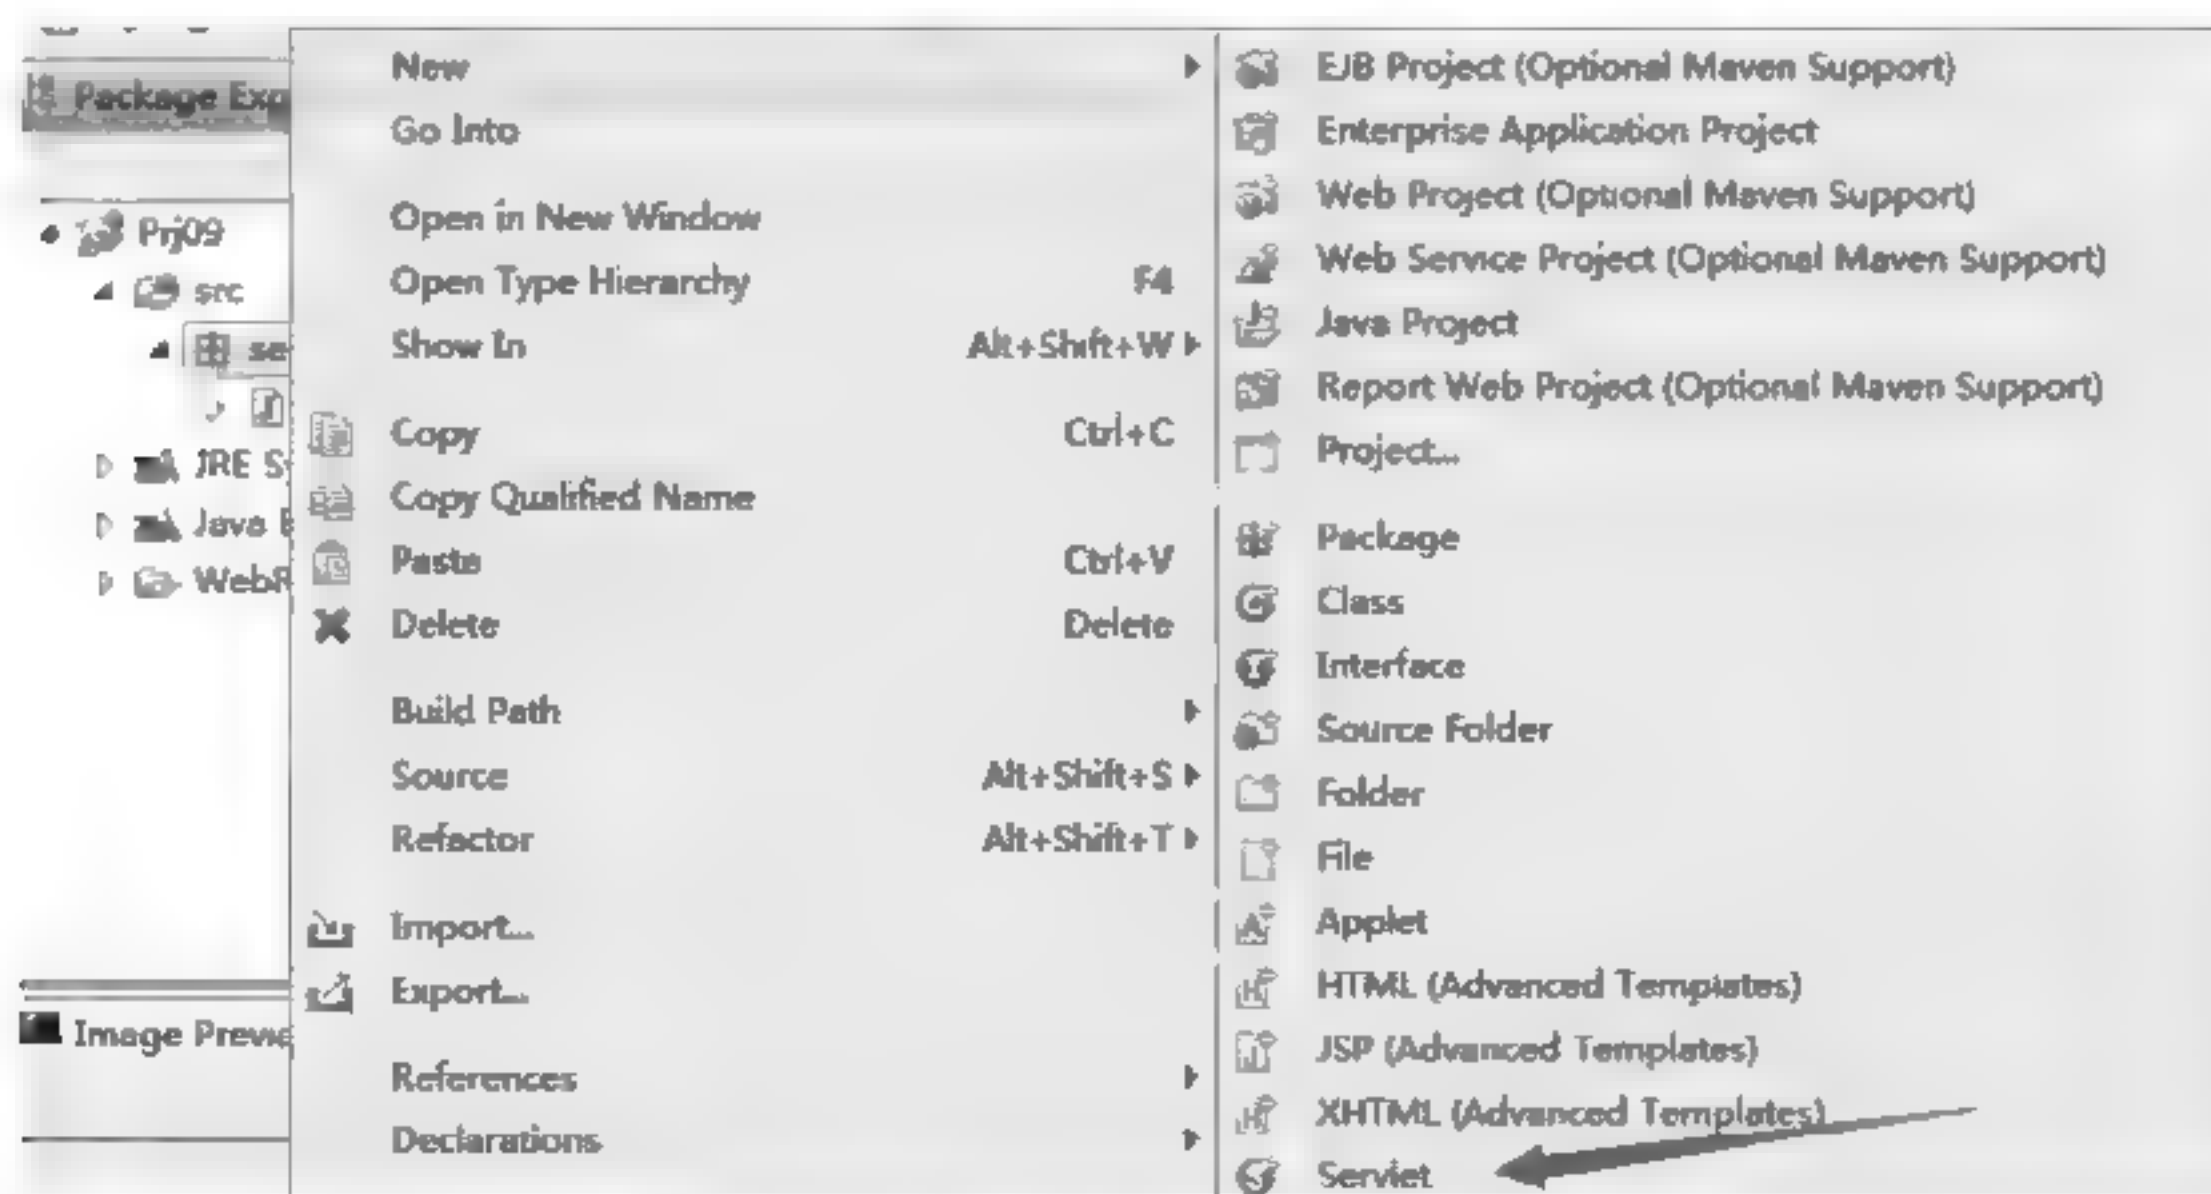 Package Exp
Prj09
src
se
JRE S
Java E
WebR
Image Previe
New
Go Into
Open in New Window
Open Type Hierarchy F4
Show In Alt+Shift+W
Copy Ctrl+C
Copy Qualified Name
Paste Ctrl+V
Delete Delete
Build Path
Source Alt+Shift+S
Refactor Alt+Shift+T
Import...
Export...
References
Declarations
EJB Project (Optional Maven Support)
Enterprise Application Project
Web Project (Optional Maven Support)
Web Service Project (Optional Maven Support)
Java Project
Report Web Project (Optional Maven Support)
Project...
Package
Class
Interface
Source Folder
Folder
File
Applet
HTML (Advanced Templates)
JSP (Advanced Templates)
XHTML (Advanced Templates)
Servlet